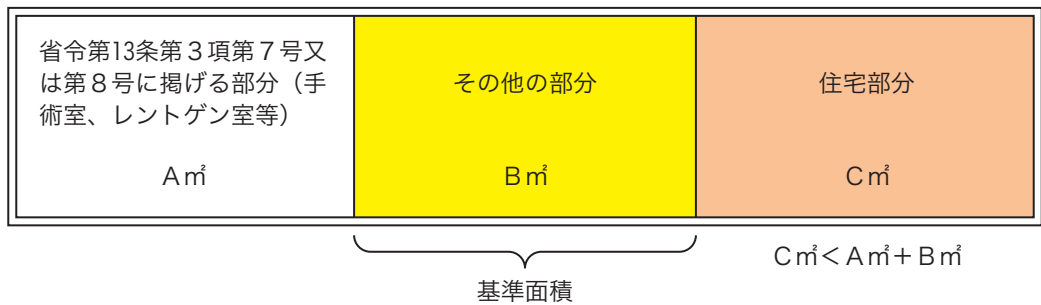 省令第13条第３項第７号又
は第８号に掲げる部分（手
術室、レントゲン室等）
Ａ㎡
その他の部分
Ｂ㎡
住宅部分
Ｃ㎡
基準面積
Ｃ㎡＜Ａ㎡＋Ｂ㎡